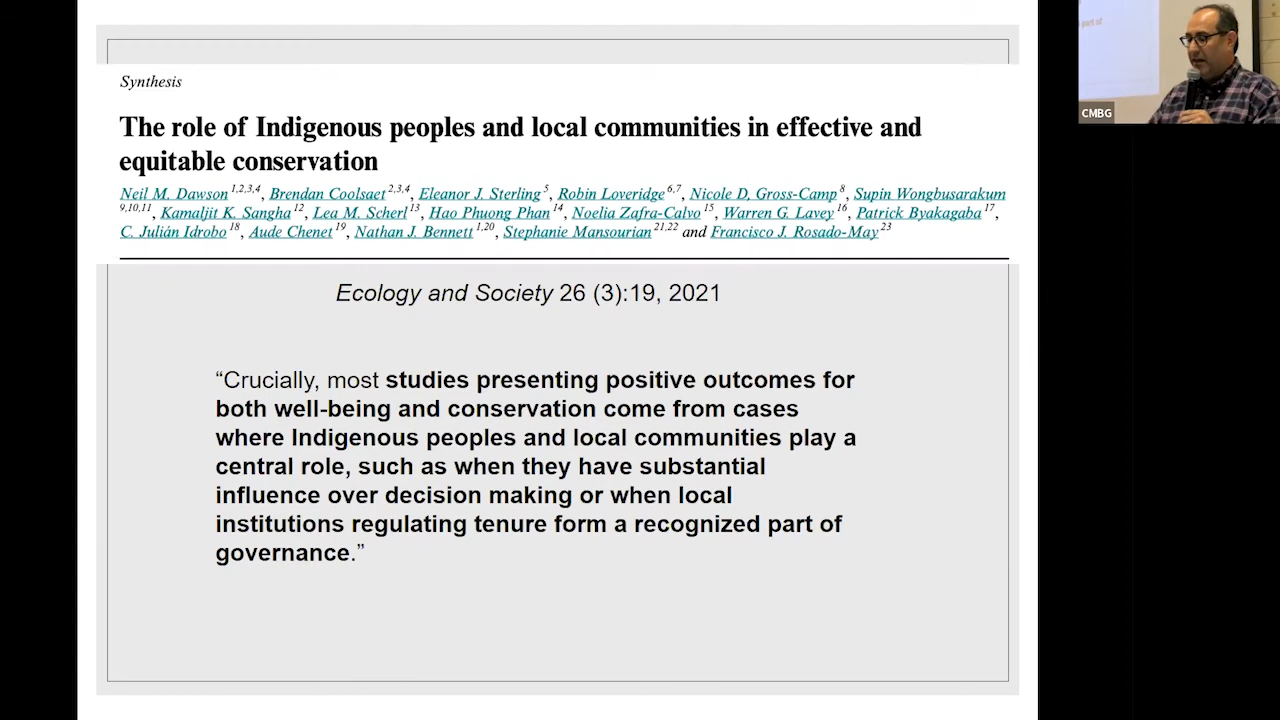 Synthesis
The role of Indigenous peoples and local communities in effective and
equitable conservation
Neil M. Dawson 1,2,3,4, Brendan Coolsaet 2,3,4, Eleanor J. Sterling 5, Robin Loveridge 6,7, Nicole D, Gross-Camp 8, Supin Wongbusarakum
9,10,11, Kamaljit K. Sangha 12, Lea M. Scherl 13, Hao Phuong Phan 14, Noelia Zafra-Calvo 15, Warren G. Lavey 16, Patrick Byakagaba 17,
C. Julián Idrobo 18, Aude Chenet 19, Nathan J. Bennett 1,20, Stephanie Mansourian 21,22 and Francisco J. Rosado-May 23
Ecology and Society 26 (3):19, 2021
“Crucially, most studies presenting positive outcomes for
both well-being and conservation come from cases
where Indigenous peoples and local communities play a
central role, such as when they have substantial
influence over decision making or when local
institutions regulating tenure form a recognized part of
governance.”
part of
CMBG